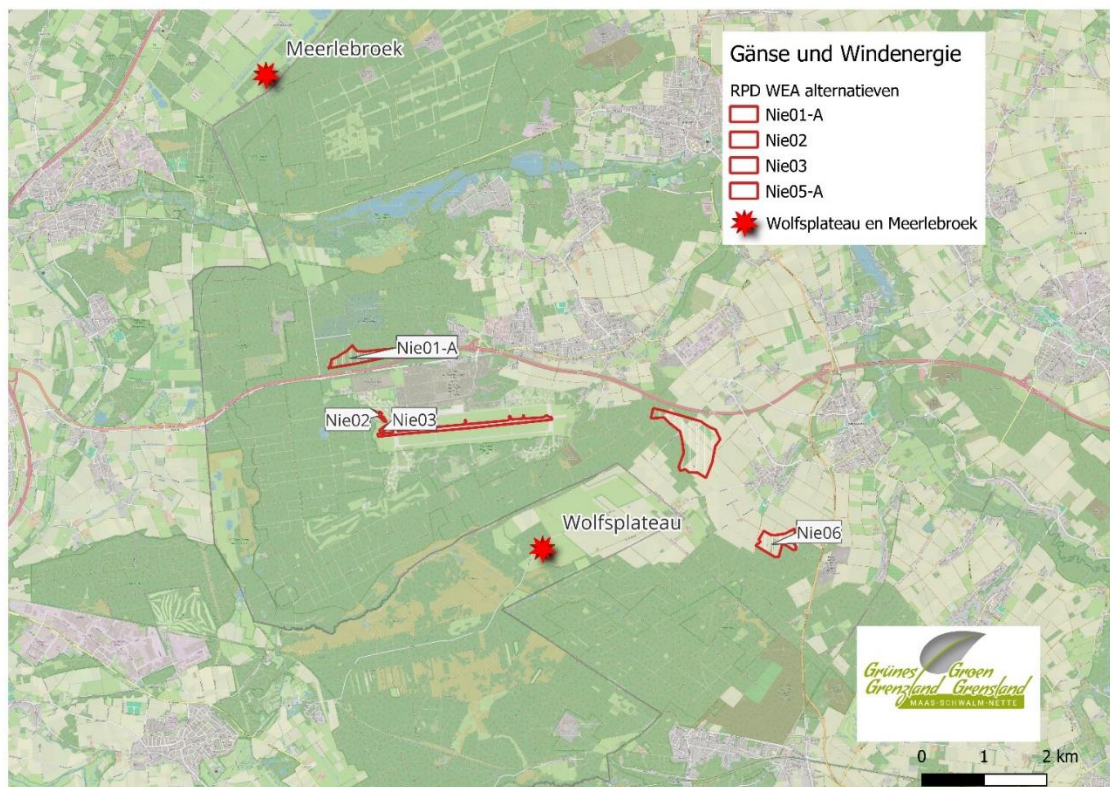 Meerlebroek
Gänse und Windenergie
RPD WEA alternatieven
Nie01-A
Nie02
Nie03
Nie05-A
Wolfsplateau en Meerlebroek
Nie01-A
Nie02
Nie03
Wolfsplateau
Nie06
Grünes Groen
Grenzland Grensland
MAAS-SCHWALM-NETTE
0 1 2 km